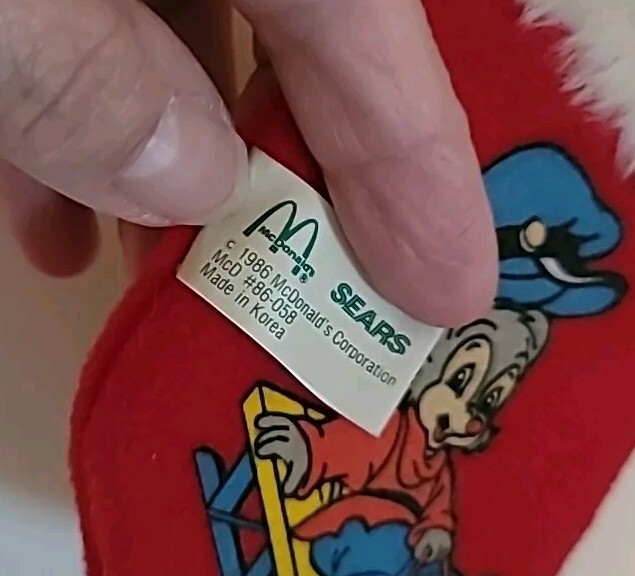 McDonald's®
SEARS
© 1986 McDonald's Corporation
McD #86-058
Made in Korea